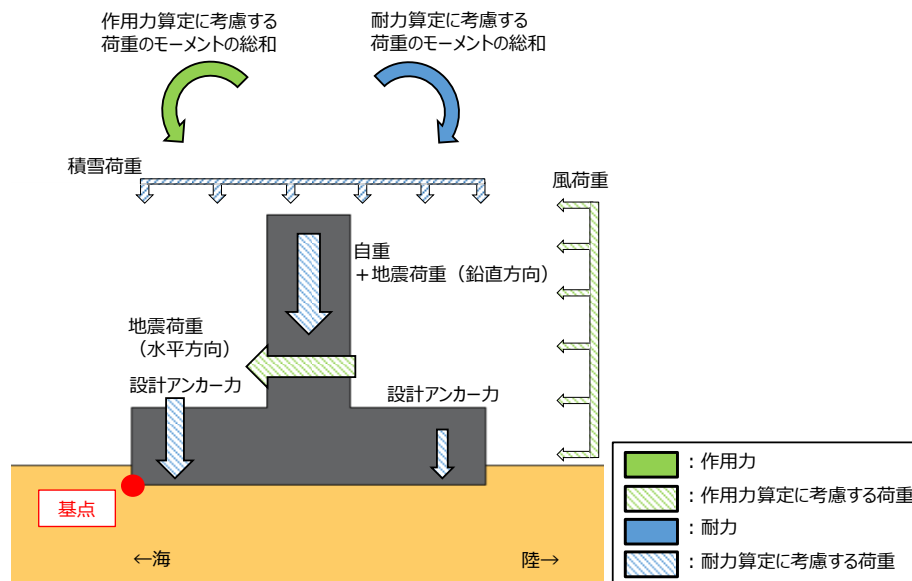 作用力算定に考慮する
荷重のモーメントの総和
耐力算定に考慮する
荷重のモーメントの総和
積雪荷重
風荷重
自重
＋地震荷重（鉛直方向）
地震荷重
（水平方向）
設計アンカー力
設計アンカー力
基点
←海
陸→
：作用力
：作用力算定に考慮する荷重
：耐力
：耐力算定に考慮する荷重